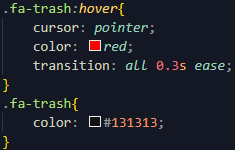 .fa-trash:hover{
    cursor: pointer;
    color: red;
    transition: all 0.3s ease;
}
.fa-trash{
    color: #131313;
}